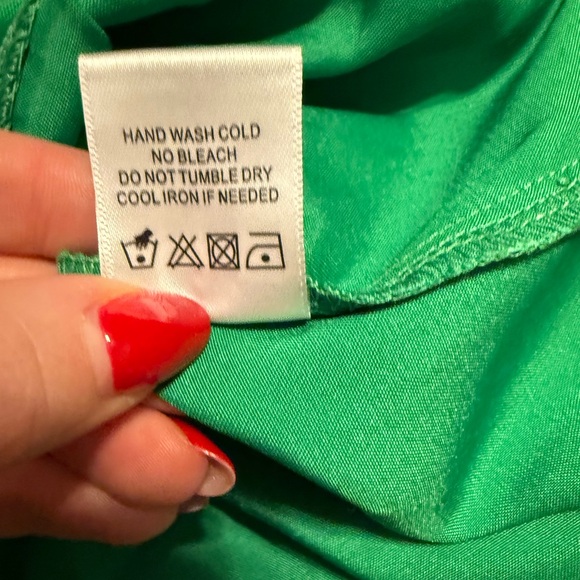 HAND WASH COLD
NO BLEACH
DO NOT TUMBLE DRY
COOL IRON IF NEEDED